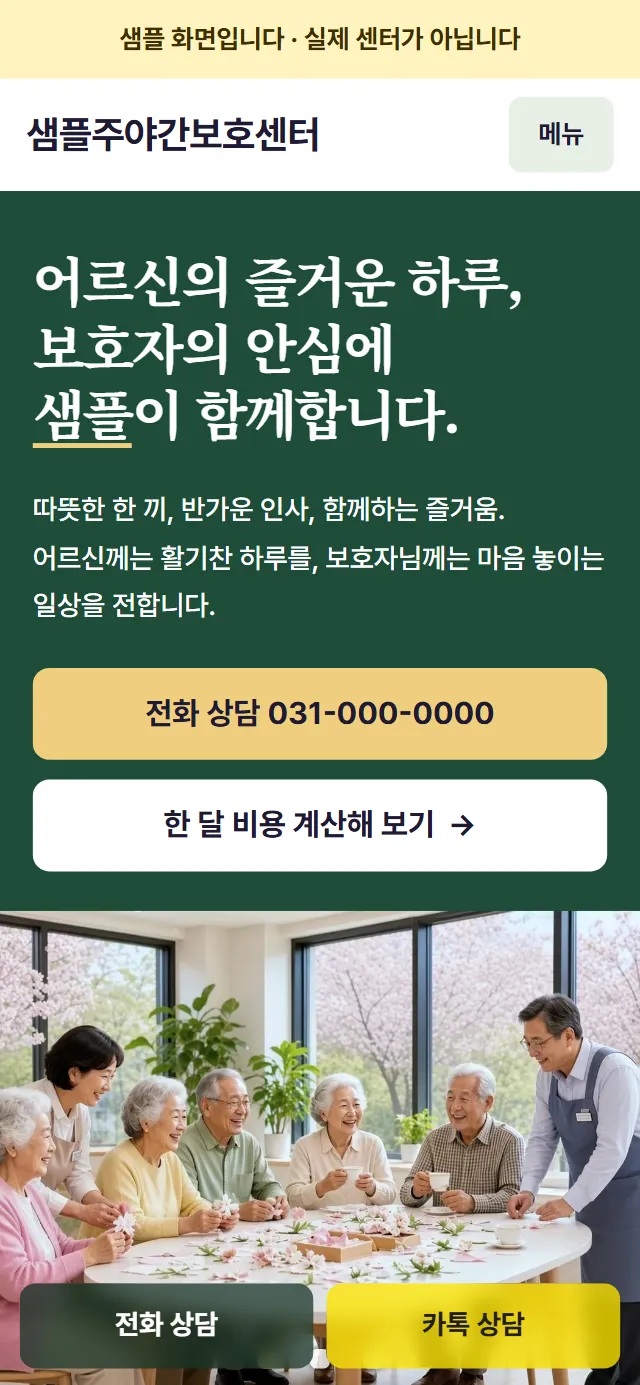 샘플 화면입니다 · 실제 센터가 아닙니다
샘플주야간보호센터
메뉴
어르신의 즐거운 하루,
보호자의 안심에
샘플이 함께합니다.
따뜻한 한 끼, 반가운 인사, 함께하는 즐거움.
어르신께는 활기찬 하루를, 보호자님께는 마음 놓이는
일상을 전합니다.
전화 상담 031-000-0000
한 달 비용 계산해 보기 →
전화 상담
카톡 상담